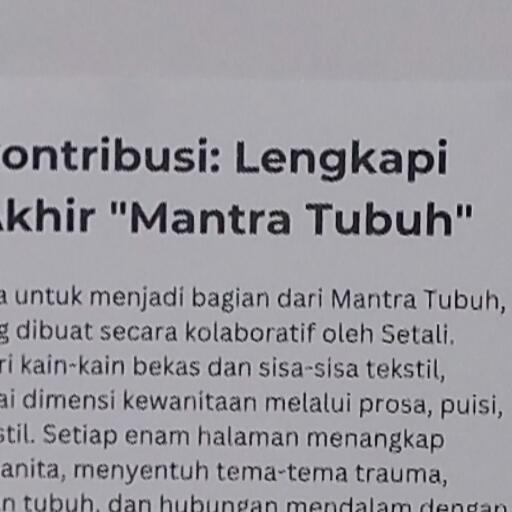 ontribusi: Lengkapi
khir "Mantra Tubuh"
a untuk menjadi bagian dari Mantra Tubuh,
g dibuat secara kolaboratif oleh Setali.
ri kain-kain bekas dan sisa-sisa tekstil,
ai dimensi kewanitaan melalui prosa, puisi,
stil. Setiap enam halaman menangkap
anita, menyentuh tema-tema trauma,
n tubuh, dan hubungan mendalam dengan